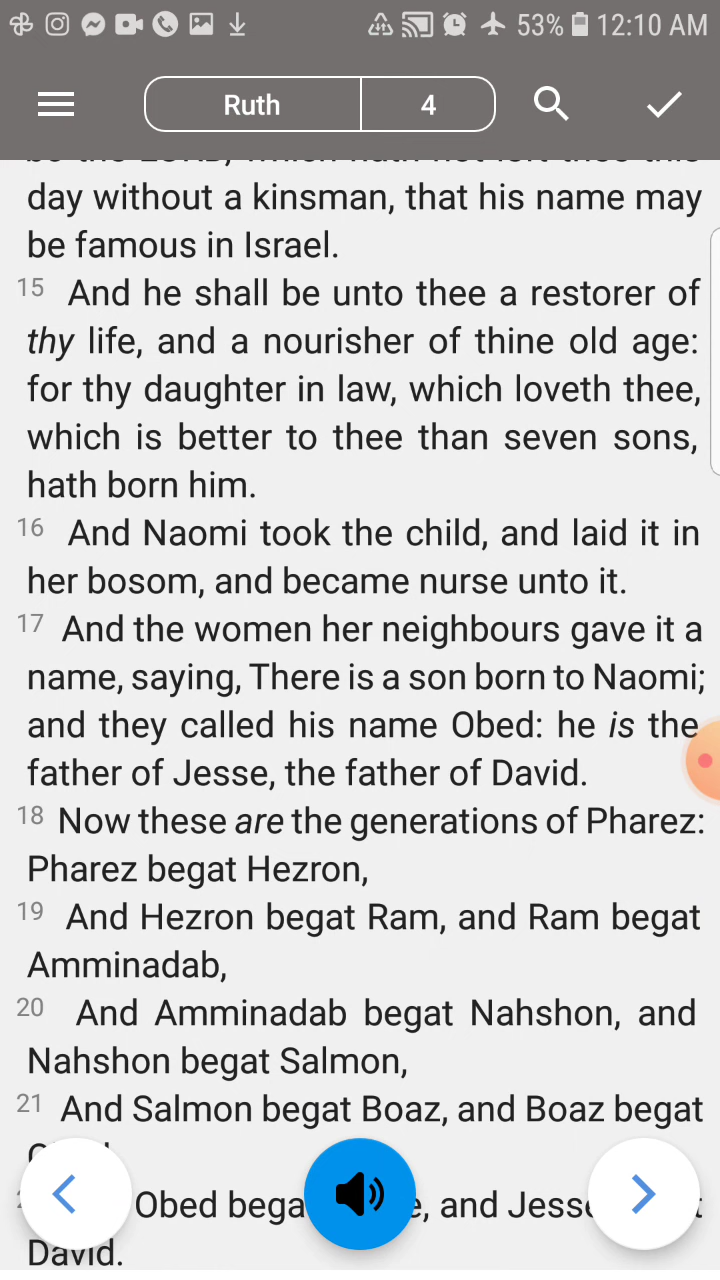 53% 12:10 AM
Ruth 4
day without a kinsman, that his name may
be famous in Israel.
15 And he shall be unto thee a restorer of
thy life, and a nourisher of thine old age:
for thy daughter in law, which loveth thee,
which is better to thee than seven sons,
hath born him.
16 And Naomi took the child, and laid it in
her bosom, and became nurse unto it.
17 And the women her neighbours gave it a
name, saying, There is a son born to Naomi;
and they called his name Obed: he is the
father of Jesse, the father of David.
18 Now these are the generations of Pharez:
Pharez begat Hezron,
19 And Hezron begat Ram, and Ram begat
Amminadab,
20 And Amminadab begat Nahshon, and
Nahshon begat Salmon,
21 And Salmon begat Boaz, and Boaz begat
Obed and
David.